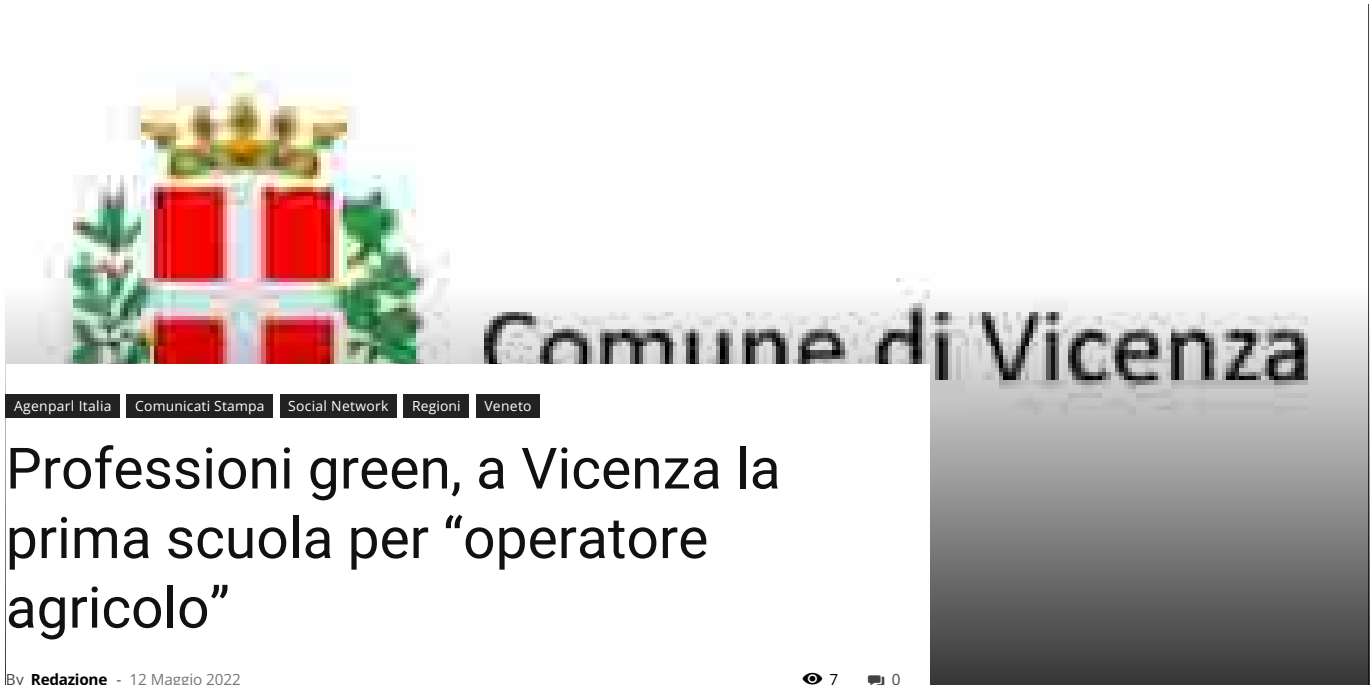 Comune di Vicenza
Agenparl Italia Comunicati Stampa Social Network Regioni Veneto
Professioni green, a Vicenza la
prima scuola per “operatore
agricolo”
By Redazione - 12 Maggio 2022 7 0